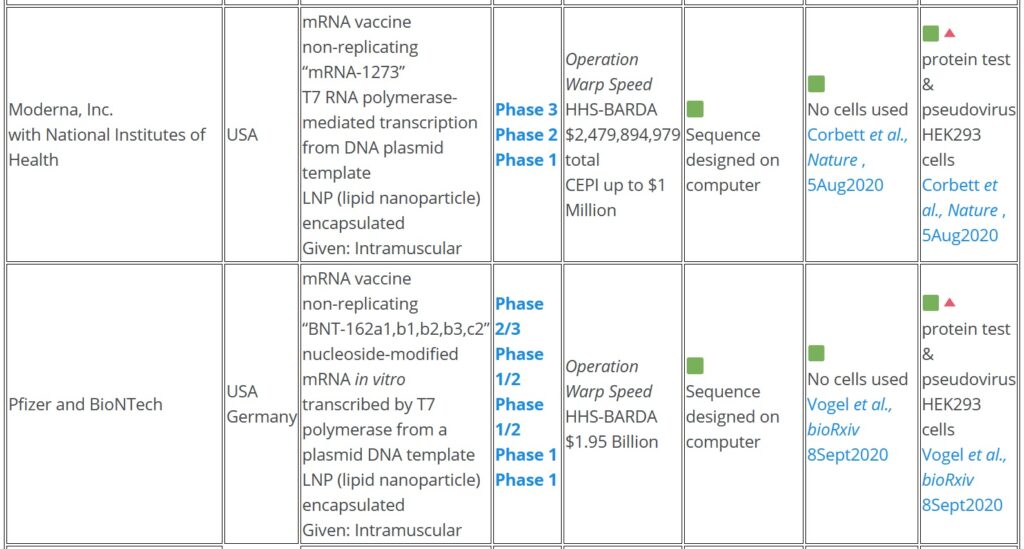 Moderna, Inc.
with National Institutes of
Health
USA
mRNA vaccine
non-replicating
“mRNA-1273”
T7 RNA polymerase-
mediated transcription
from DNA plasmid
template
LNP (lipid nanoparticle)
encapsulated
Given: Intramuscular
Phase 3
Phase 2
Phase 1
Operation
Warp Speed
HHS-BARDA
$2,479,894,979
total
CEPI up to $1
Million
Sequence
designed on
computer
No cells used
Corbett et al.,
Nature ,
5Aug2020
protein test
&
pseudovirus
HEK293
cells
Corbett et
al., Nature ,
5Aug2020
Pfizer and BioNTech
USA
Germany
mRNA vaccine
non-replicating
“BNT-162a1,b1,b2,b3,c2”
nucleoside-modified
mRNA in vitro
transcribed by T7
polymerase from a
plasmid DNA template
LNP (lipid nanoparticle)
encapsulated
Given: Intramuscular
Phase
2/3
Phase
1/2
Phase
1/2
Phase 1
Phase 1
Operation
Warp Speed
HHS-BARDA
$1.95 Billion
Sequence
designed on
computer
No cells used
Vogel et al.,
bioRxiv
8Sept2020
protein test
&
pseudovirus
HEK293
cells
Vogel et al.,
bioRxiv
8Sept2020